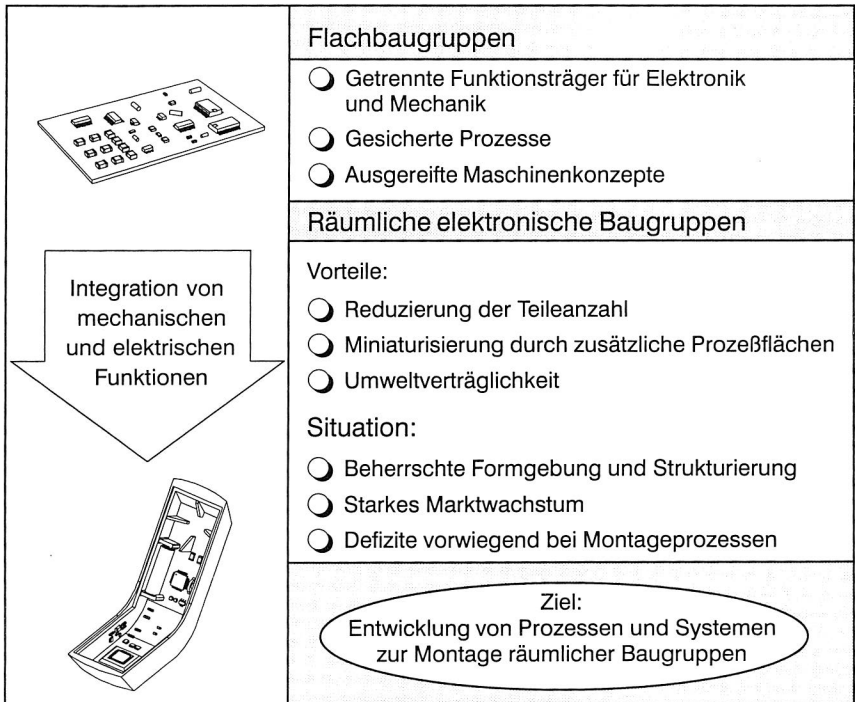 Flachbaugruppen
Getrennte Funktionsträger für Elektronik
und Mechanik
Gesicherte Prozesse
Ausgereifte Maschinenkonzepte
Räumliche elektronische Baugruppen
Integration von
mechanischen
und elektrischen
Funktionen
Vorteile:
Reduzierung der Teileanzahl
Miniaturisierung durch zusätzliche Prozeßflächen
Umweltverträglichkeit
Situation:
Beherrschte Formgebung und Strukturierung
Starkes Marktwachstum
Defizite vorwiegend bei Montageprozessen
Ziel:
Entwicklung von Prozessen und Systemen
zur Montage räumlicher Baugruppen